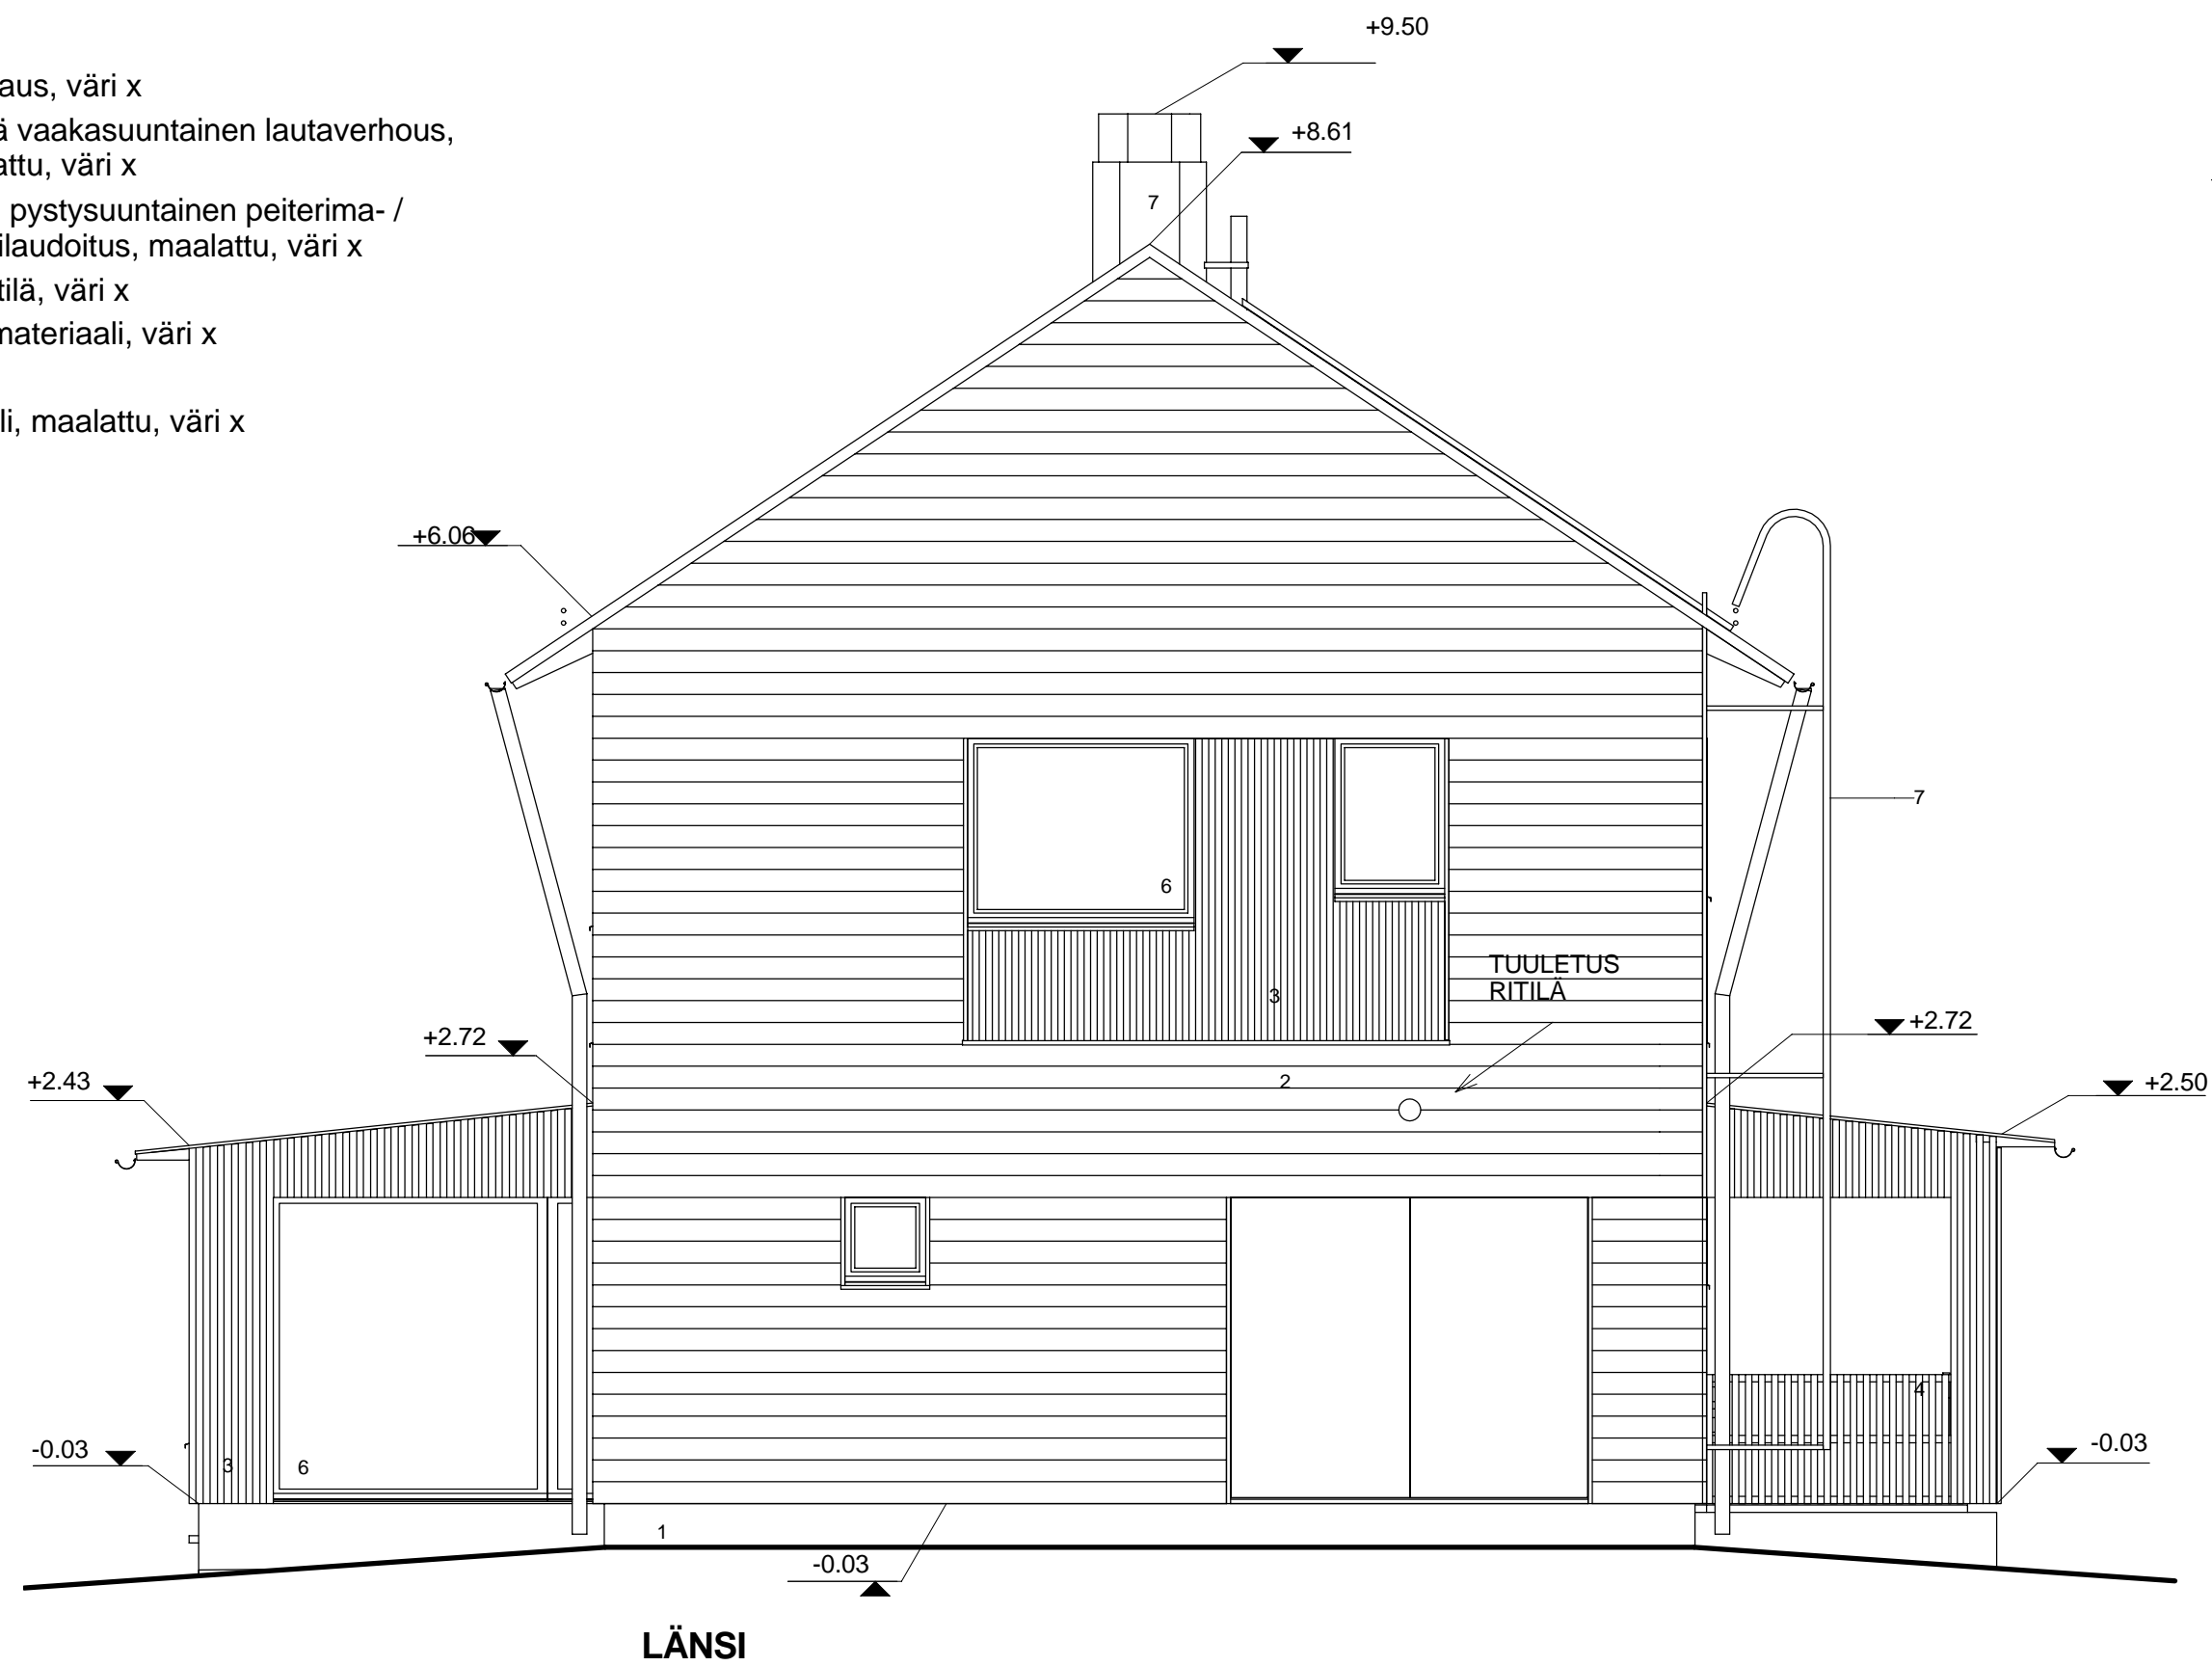 +9.50
aus, väri x
ä vaakasuuntainen lautaverhous,
attu, väri x
+8.61
pystysuuntainen peiterima- /
ilaudoitus, maalattu, väri x
7
tilä, väri x
materiaali, väri x
li, maalattu, väri x
+6.06
7
6
TUULETUS
RITILÄ
3
+2.72
+2.72
+2.43
2
+2.50
4
-0.03
3
6
-0.03
1
-0.03
LÄNSI